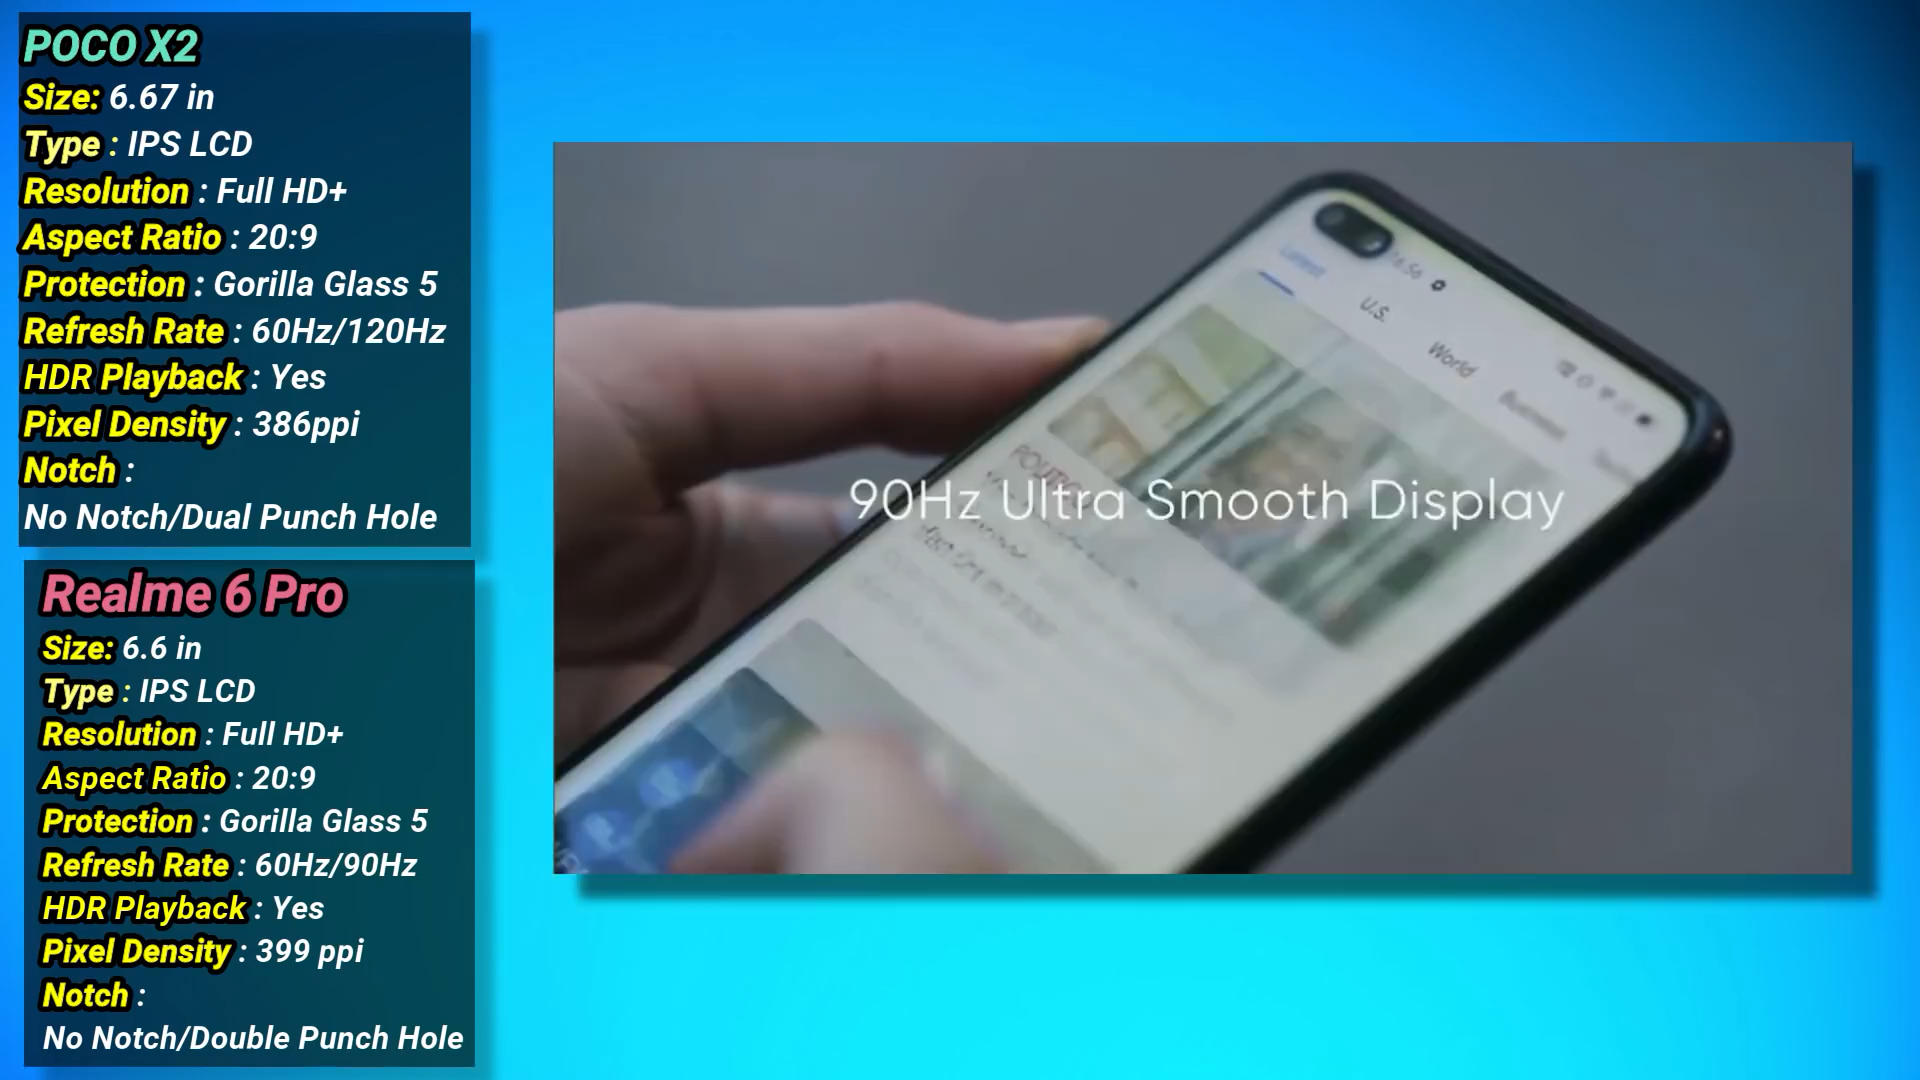 POCO X2
Size: 6.67 in
Type : IPS LCD
Resolution : Full HD+
Aspect Ratio : 20:9
Protection : Gorilla Glass 5
Refresh Rate : 60Hz/120Hz
HDR Playback : Yes
Pixel Density : 386ppi
Notch :
No Notch/Dual Punch Hole
Realme 6 Pro
Size: 6.6 in
Type : IPS LCD
Resolution : Full HD+
Aspect Ratio : 20:9
Protection : Gorilla Glass 5
Refresh Rate : 60Hz/90Hz
HDR Playback : Yes
Pixel Density : 399 ppi
Notch :
No Notch/Double Punch Hole
Latest
U.S.
World
Business
90Hz Ultra Smooth Display